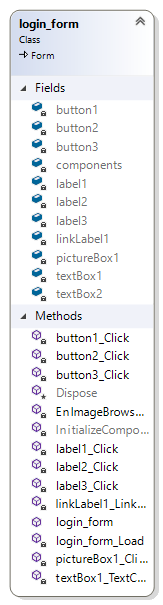 login_form
Class
Form
Fields
button1
button2
button3
components
label1
label2
label3
linkLabel1
pictureBox1
textBox1
textBox2
Methods
button1_Click
button2_Click
button3_Click
Dispose
EnImageBrows...
InitializeCompo...
label1_Click
label2_Click
label3_Click
linkLabel1_Link...
login_form
login_form_Load
pictureBox1_Cli...
textBox1_TextC...